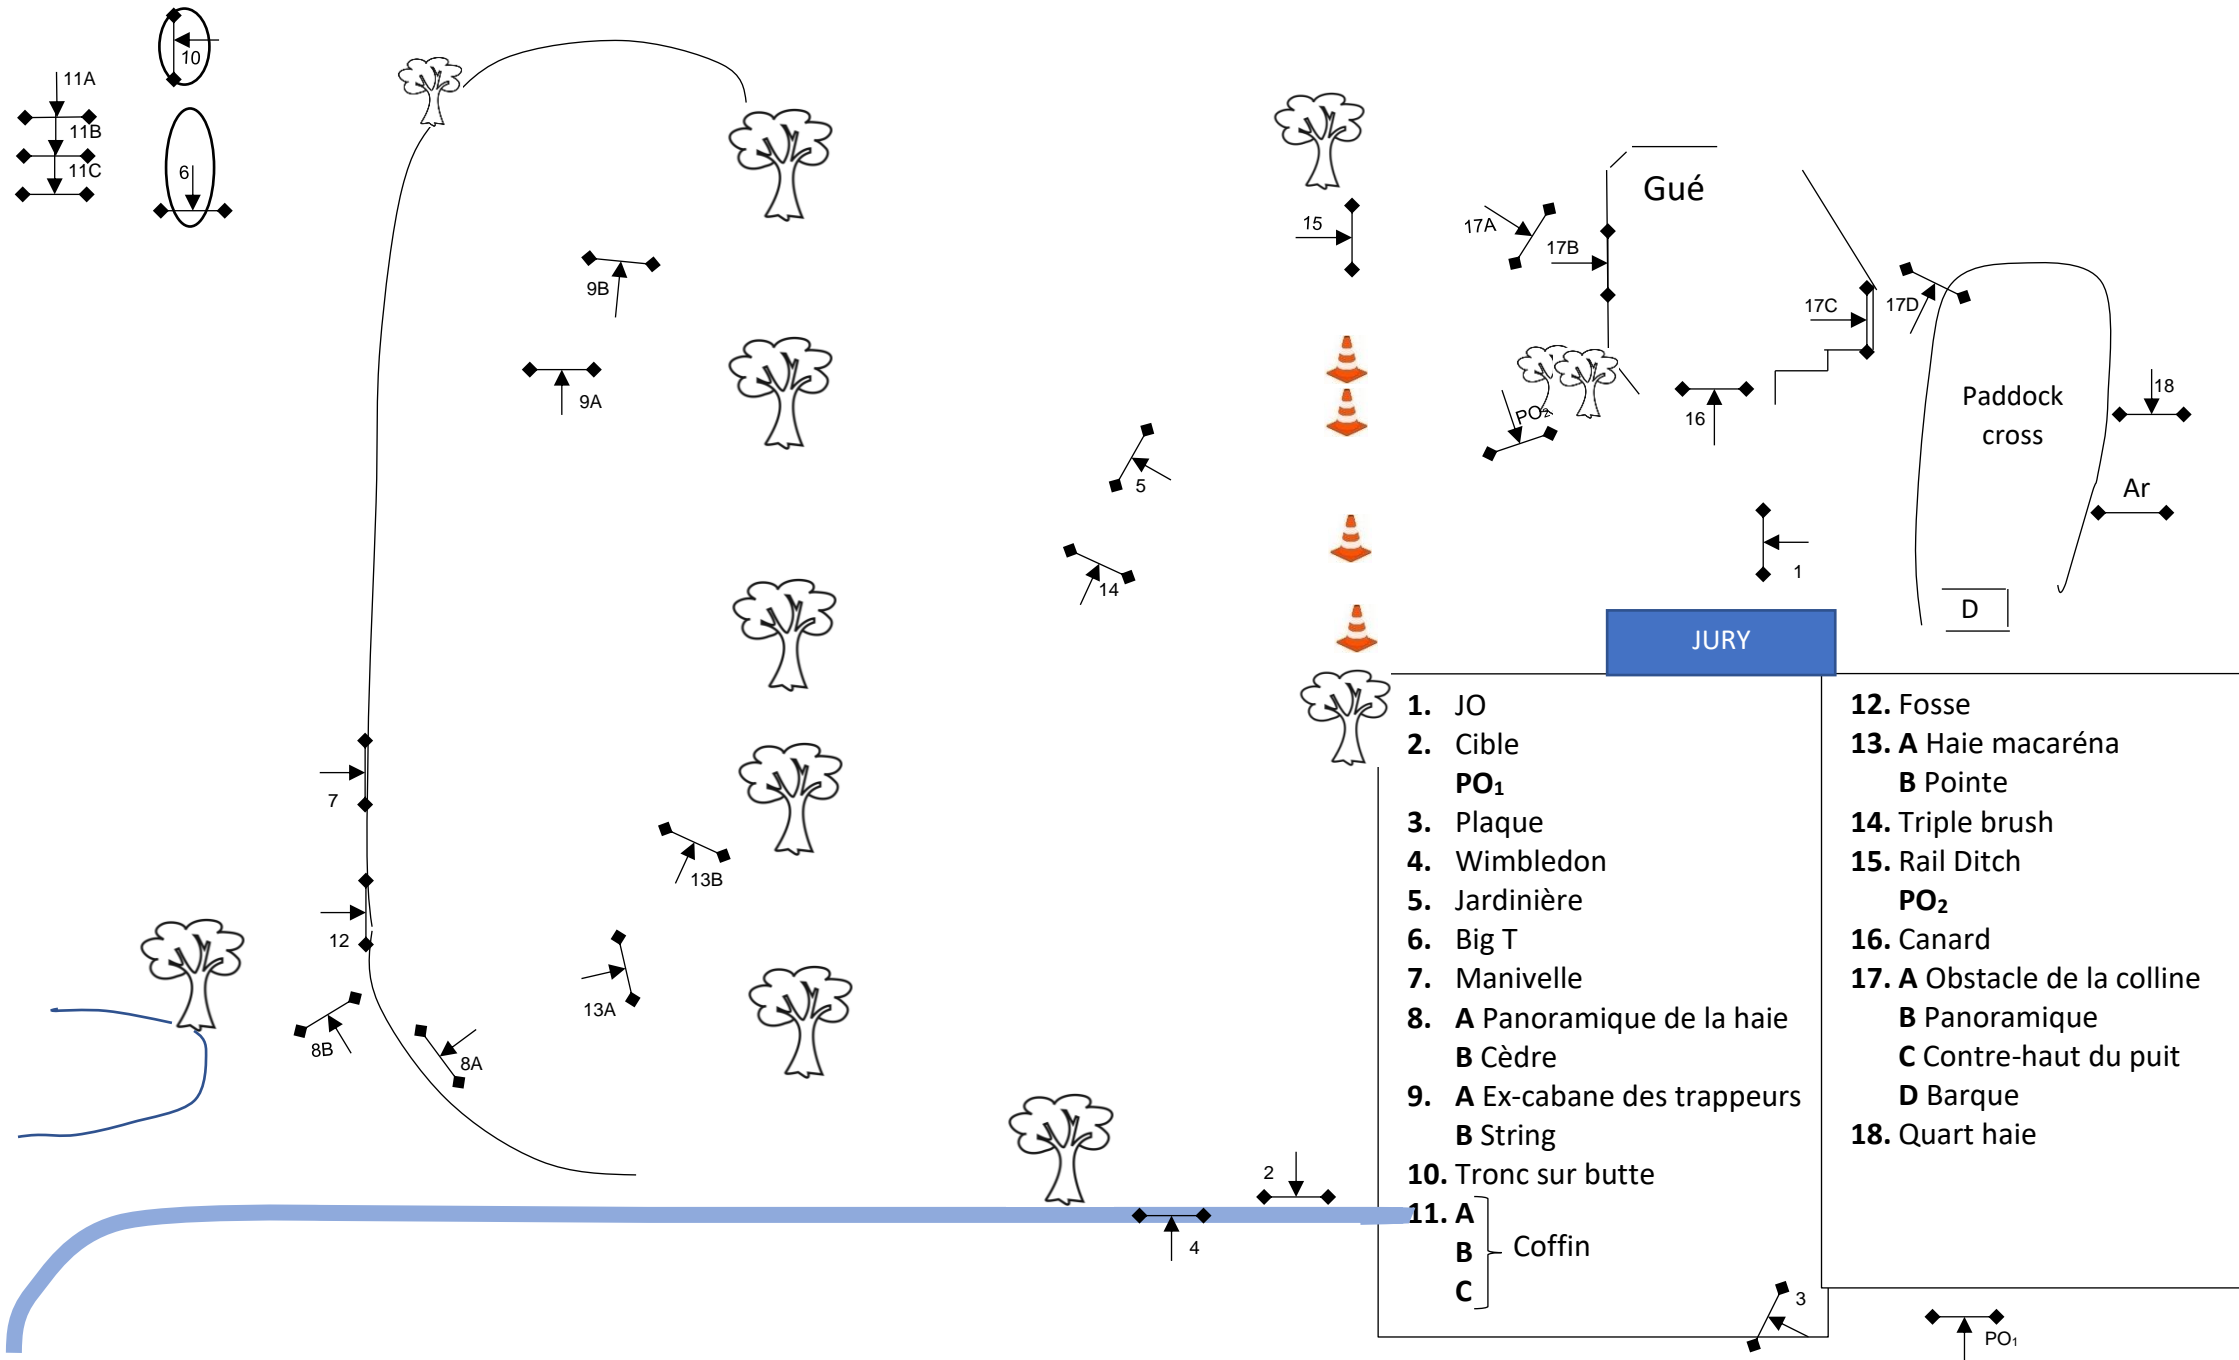 10
11A
11B
11C
6
9B
9A
15
17A
17B
Gué
17C
17D
18
PO2
16
5
14
Paddock
cross
Ar
1
D
JURY
7
12
13B
13A
8B
8A
2
4
1. JO
2. Cible
PO1
3. Plaque
4. Wimbledon
5. Jardinière
6. Big T
7. Manivelle
8. A Panoramique de la haie
B Cèdre
9. A Ex-cabane des trappeurs
B String
10. Tronc sur butte
11. A
B
C
Coffin
12. Fosse
13. A Haie macaréna
B Pointe
14. Triple brush
15. Rail Ditch
PO2
16. Canard
17. A Obstacle de la colline
B Panoramique
C Contre-haut du puit
D Barque
18. Quart haie
3
PO1